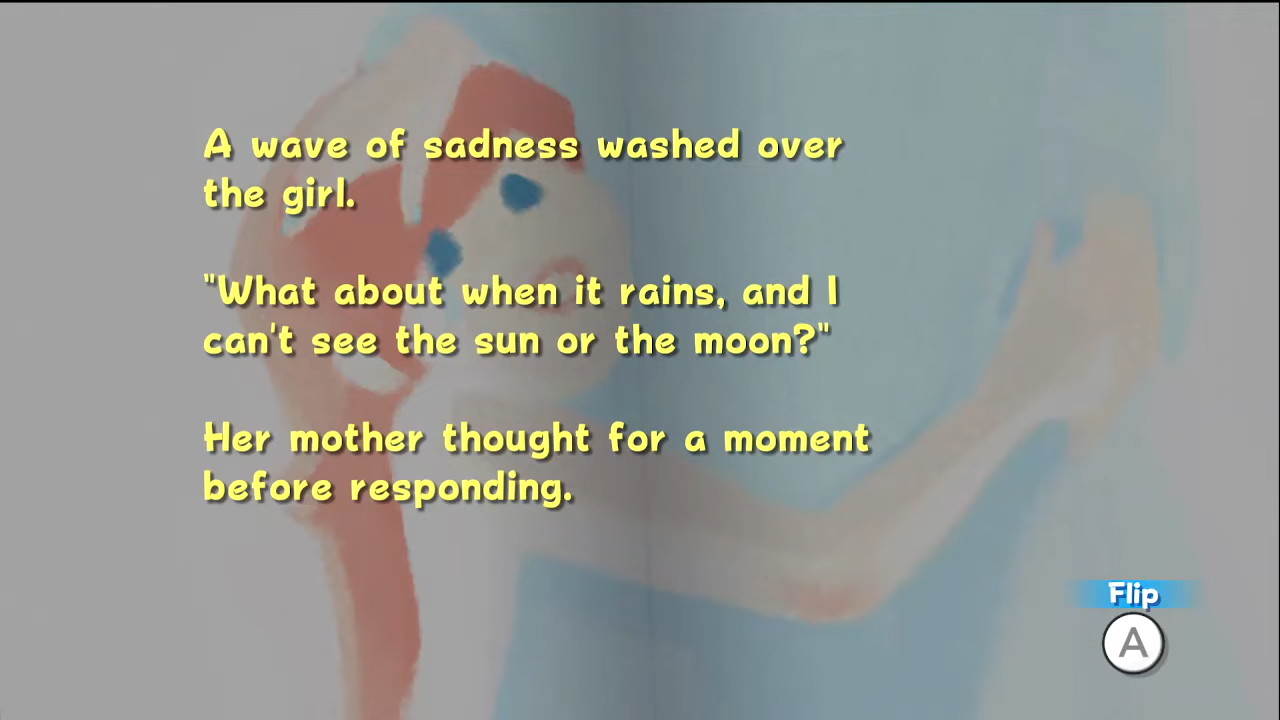 A wave of sadness washed over
the girl.
"What about when it rains, and I
can't see the sun or the moon?"
Her mother thought for a moment
before responding.
Flip
A